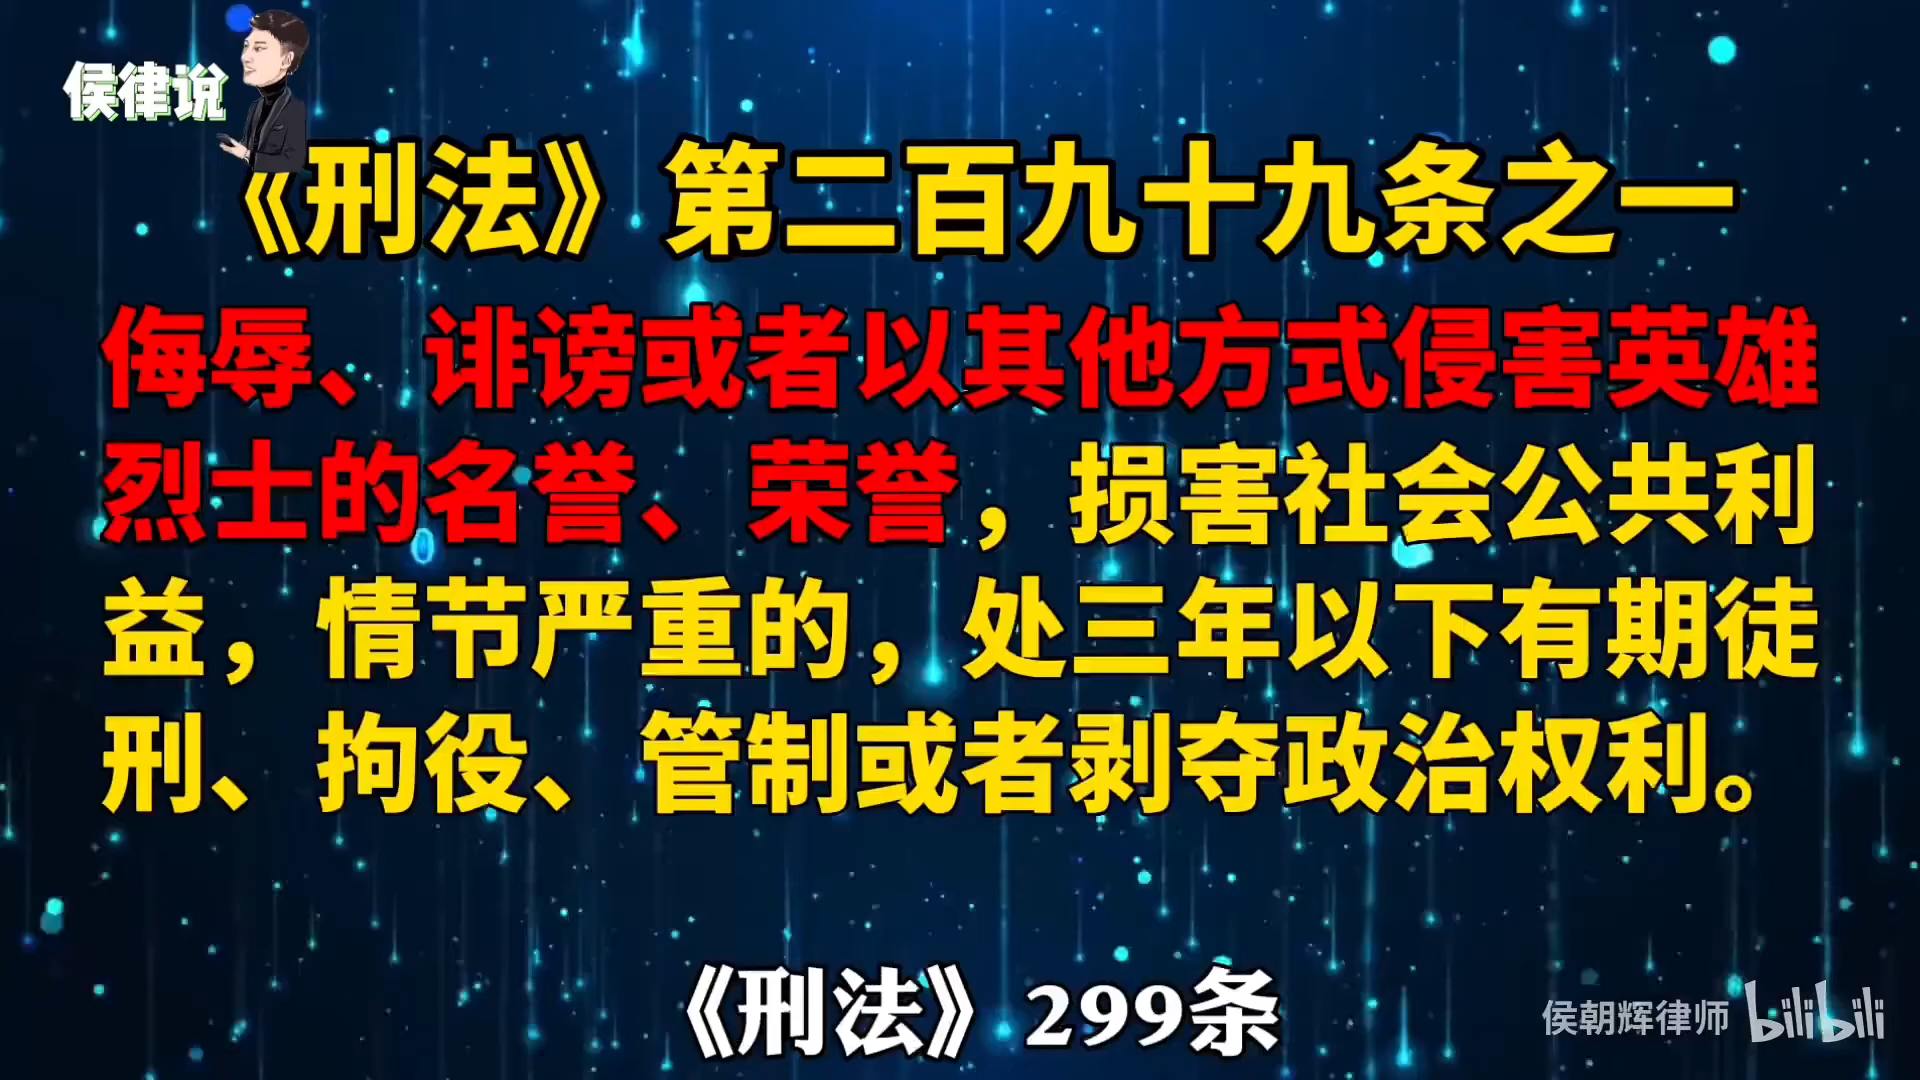 侯律说
《刑法》第二百九十九条之一
侮辱、诽谤或者以其他方式侵害英雄
烈士的名誉、荣誉，损害社会公共利
益，情节严重的，处三年以下有期徒
刑、拘役、管制或者剥夺政治权利。
《刑法》299条
侯朝辉律师 bilibili